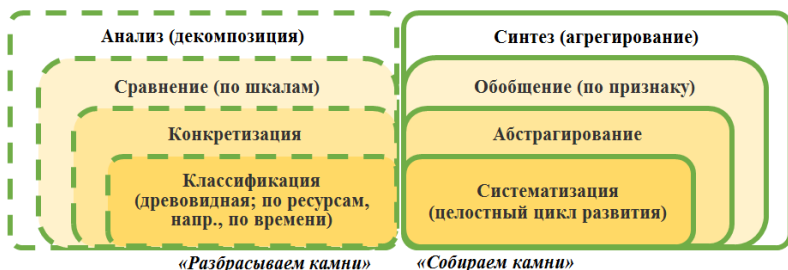 Анализ (декомпозиция)
Сравнение (по шкалам)
Конкретизация
Классификация
(древовидная; по ресурсам,
напр., по времени)
«Разбрасываем камни»
Синтез (агрегирование)
Обобщение (по признаку)
Абстрагирование
Систематизация
(целостный цикл развития)
«Собираем камни»